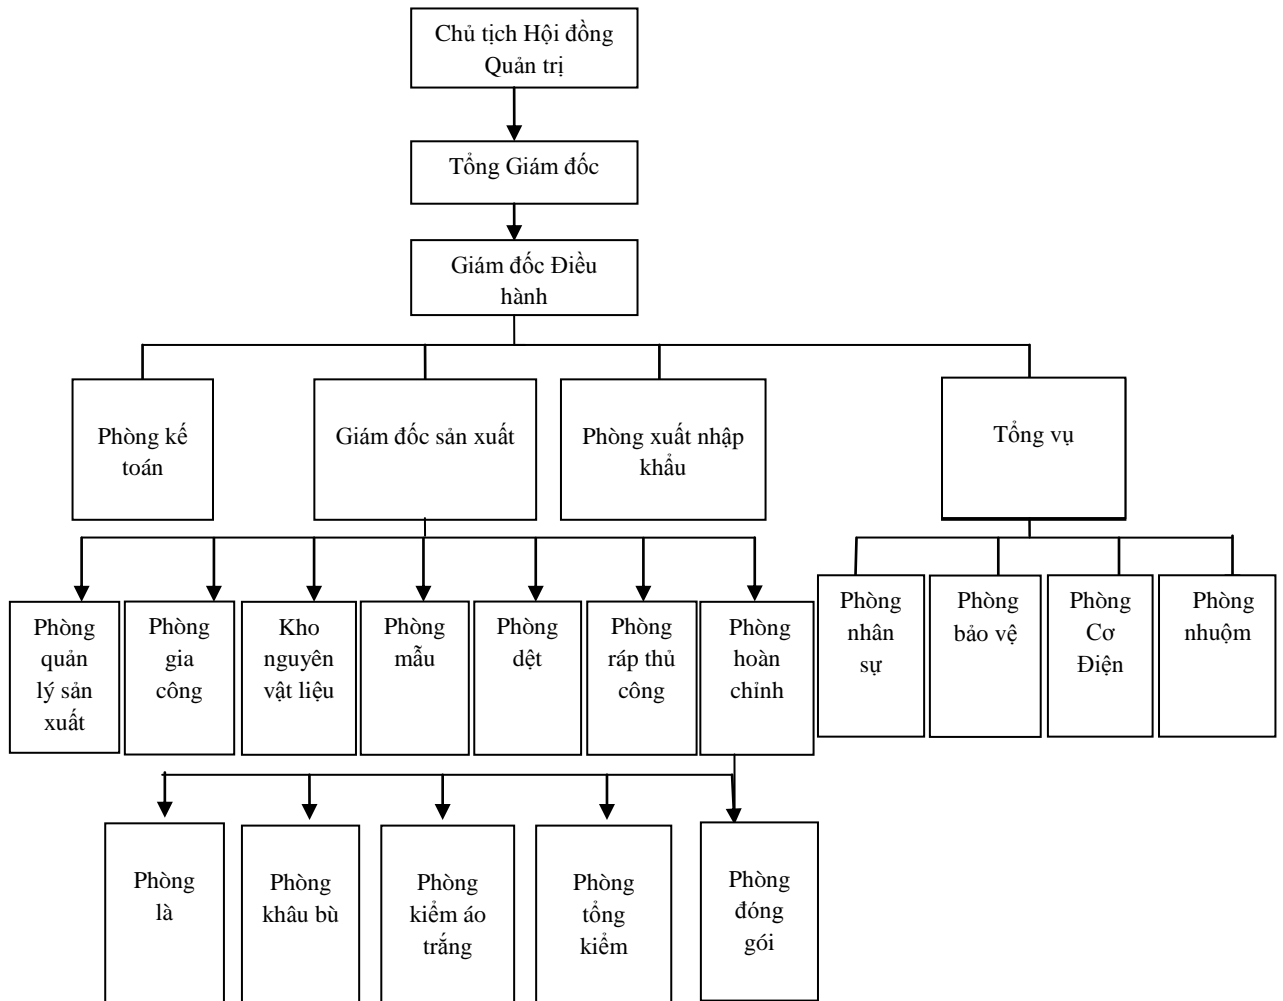 Chủ tịch Hội đồng
Quản trị
Tổng Giám đốc
Giám đốc Điều
hành
Phòng kế
toán
Giám đốc sản xuất
Phòng xuất nhập
khẩu
Tổng vụ
Phòng
quản
lý sản
xuất
Phòng
gia
công
Kho
nguyên
vật liệu
Phòng
mẫu
Phòng
dệt
Phòng
ráp thủ
công
Phòng
hoàn
chỉnh
Phòng
nhân
sự
Phòng
bảo vệ
Phòng
Cơ
Điện
Phòng
nhuộm
Phòng
là
Phòng
khâu bù
Phòng
kiểm áo
trắng
Phòng
tổng
kiểm
Phòng
đóng
gói